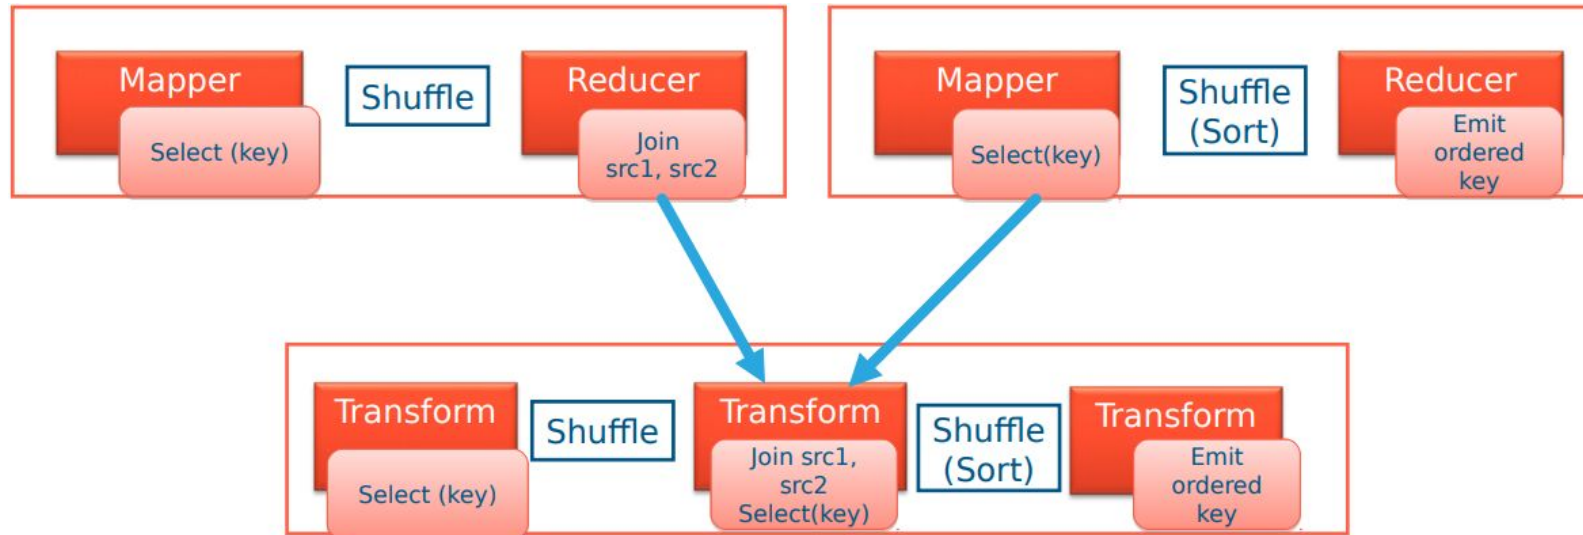 Mapper
Select (key)
Shuffle
Reducer
Join
src1, src2
Mapper
Select(key)
Shuffle
(Sort)
Reducer
Emit
ordered
key
Transform
Select (key)
Shuffle
Transform
Join src1,
src2
Select(key)
Shuffle
(Sort)
Transform
Emit
ordered
key